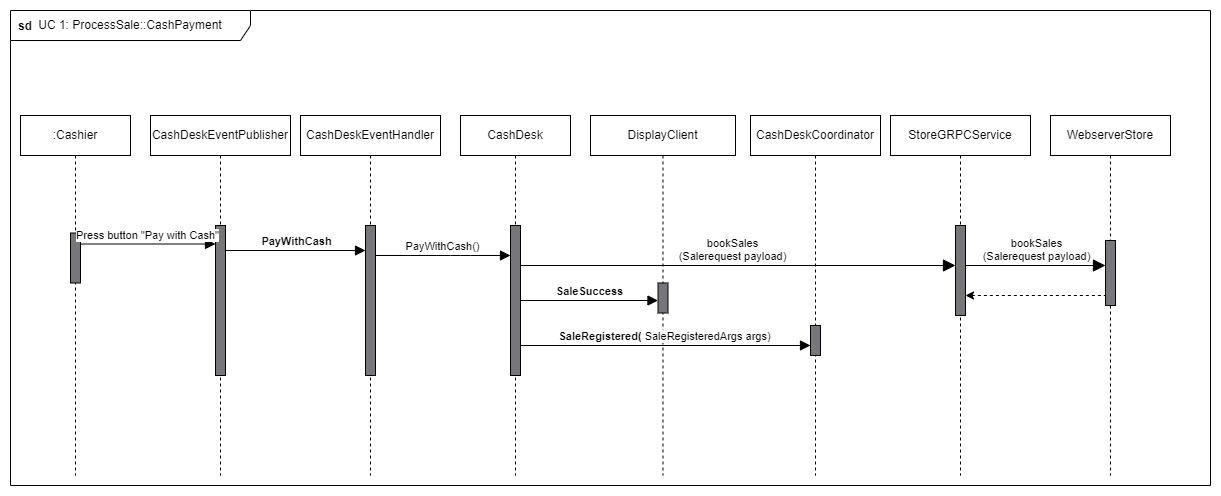 sd UC 1: ProcessSale::CashPayment
:Cashier
CashDeskEventPublisher
CashDeskEventHandler
CashDesk
DisplayClient
CashDeskCoordinator
StoreGRPCService
WebserverStore
Press button "Pay with Cash"
PayWithCash
PayWithCash()
bookSales
(Salerequest payload)
bookSales
(Salerequest payload)
SaleSuccess
SaleRegistered( SaleRegisteredArgs args)